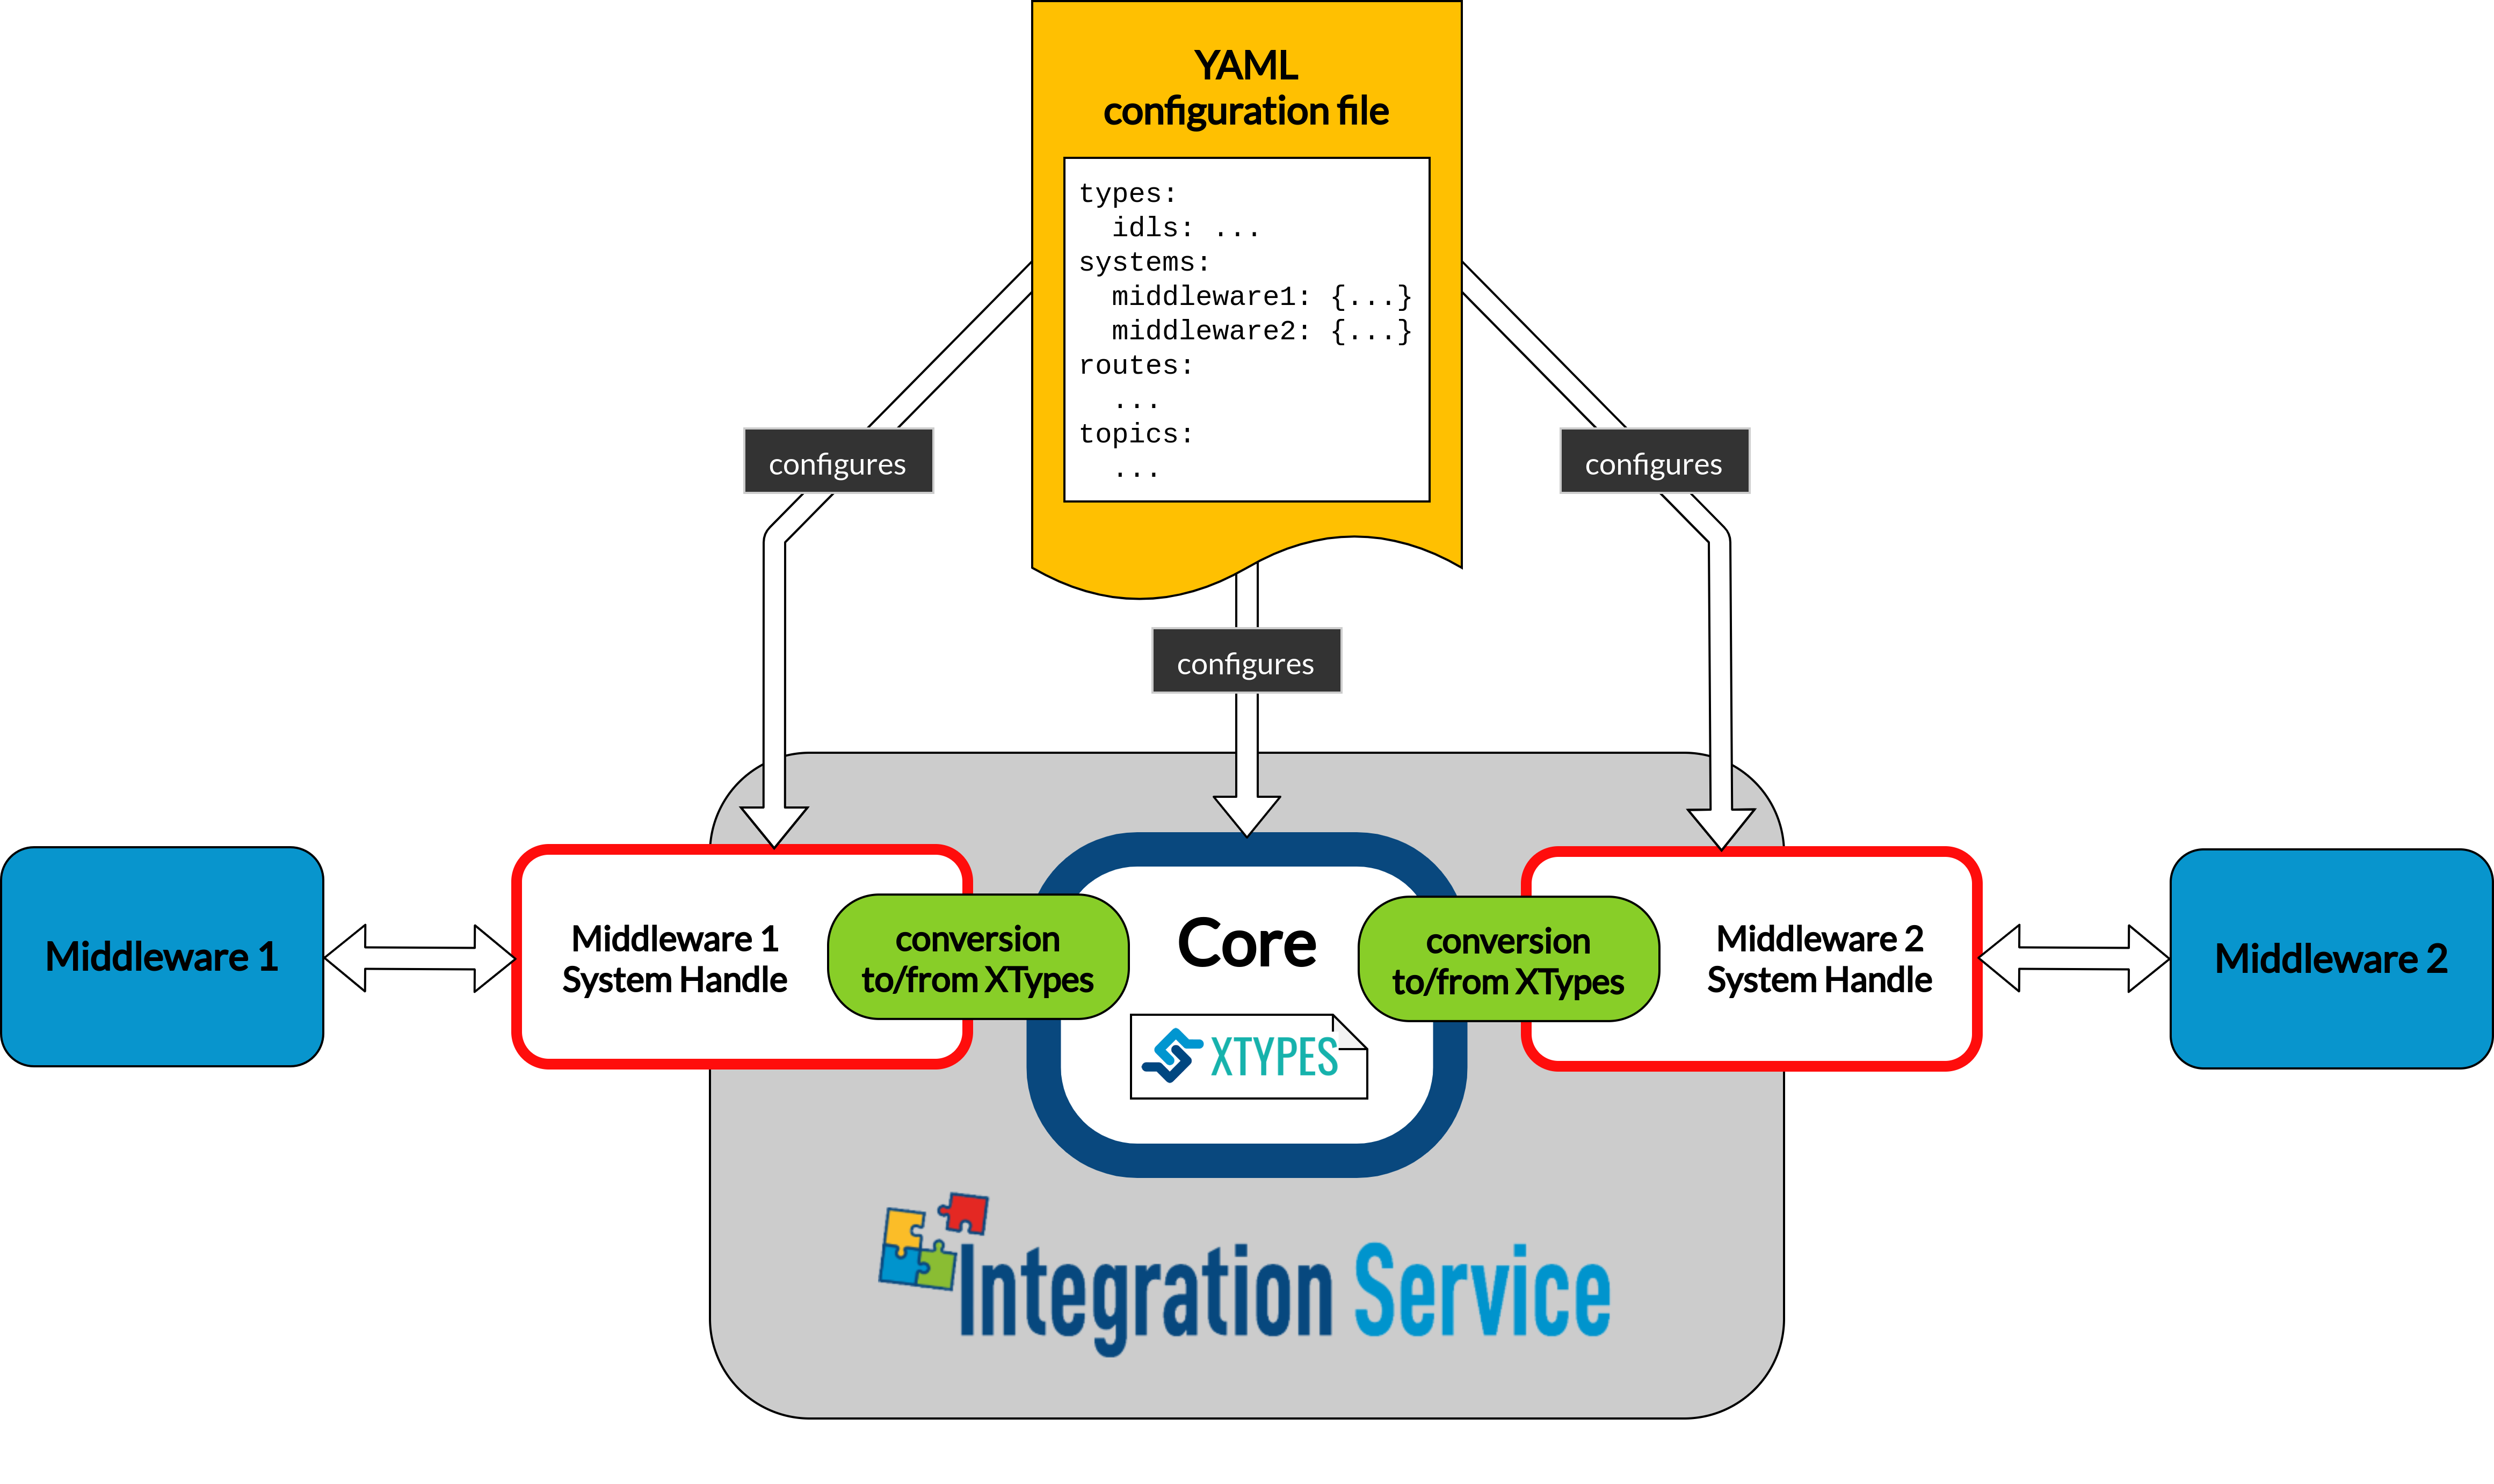 YAML
configuration file
types:
  idls: ...
systems:
  middleware1: {...}
  middleware2: {...}
routes:
  ...
topics:
  ...
configures
configures
configures
Middleware 1
Middleware 1
System Handle
conversion
to/from XTypes
Core
XTYPES
conversion
to/from XTypes
Middleware 2
System Handle
Middleware 2
Integration Service